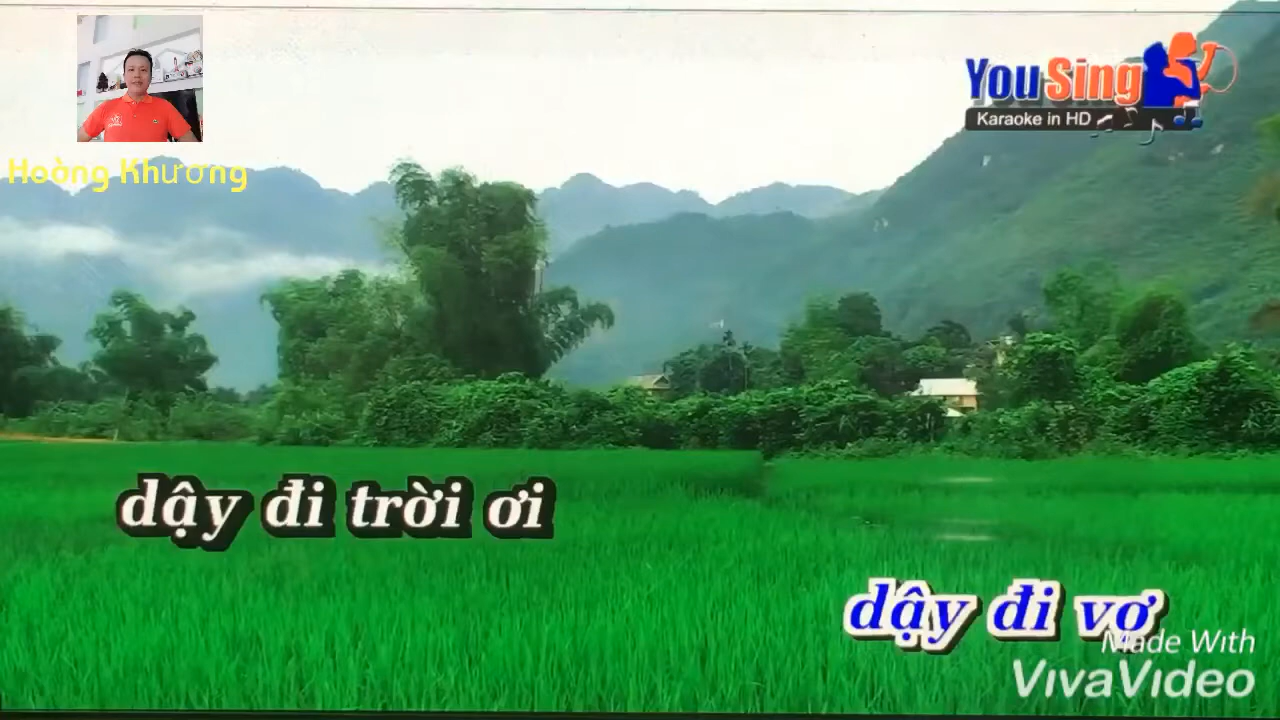 YouSing
Karaoke in HD
Hoàng Khương
dậy đi trời ơi
dậy đi vợ
Made With
VivaVideo